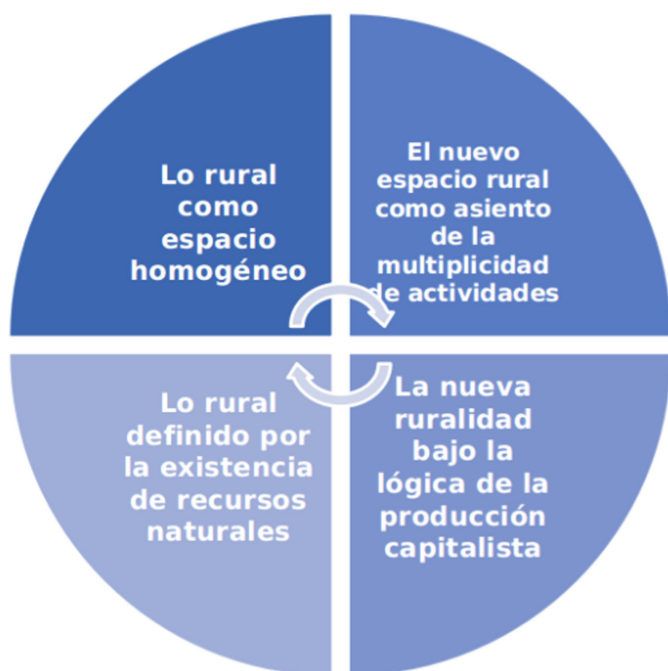 Lo rural
como
espacio
homogéneo
El nuevo
espacio rural
como asiento
de la
multiplicidad
de actividades
Lo rural
definido por
la existencia
de recursos
naturales
La nueva
ruralidad
bajo la
lógica de la
producción
capitalista